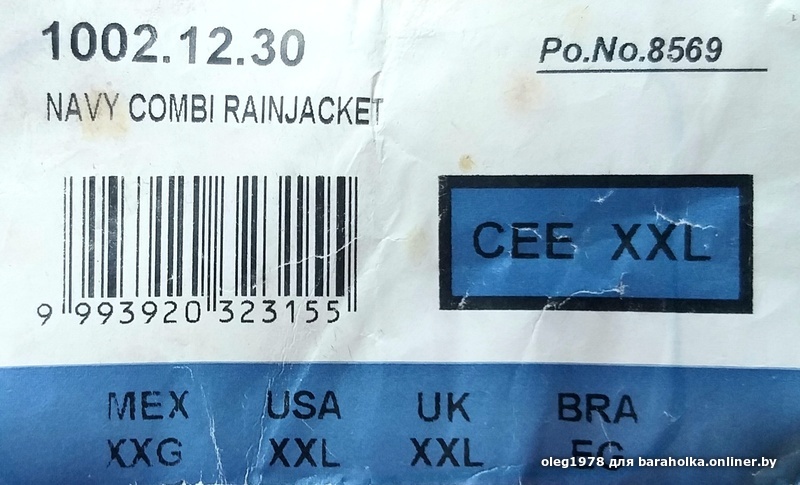 1002.12.30
Po.No.8569
NAVY COMBI RAINJACKET
CEE XXL
9 993920 323155
MEX USA UK BRA
XXG XXL XXL EG
oleg1978 для baraholka.onliner.by